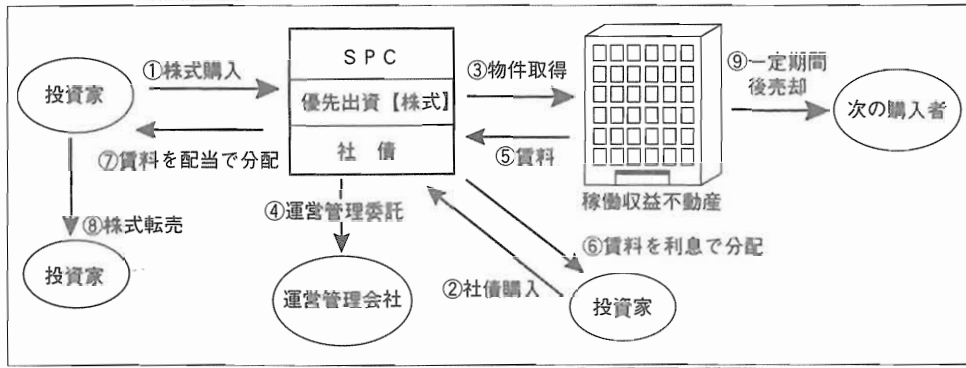 投資家
①株式購入
SPC
優先出資【株式】
社債
③物件取得
⑨一定期間
後売却
次の購入者
⑦賃料を配当で分配
⑤賃料
稼働収益不動産
④運営管理委託
⑧株式転売
⑥賃料を利息で分配
投資家
運営管理会社
②社債購入
投資家